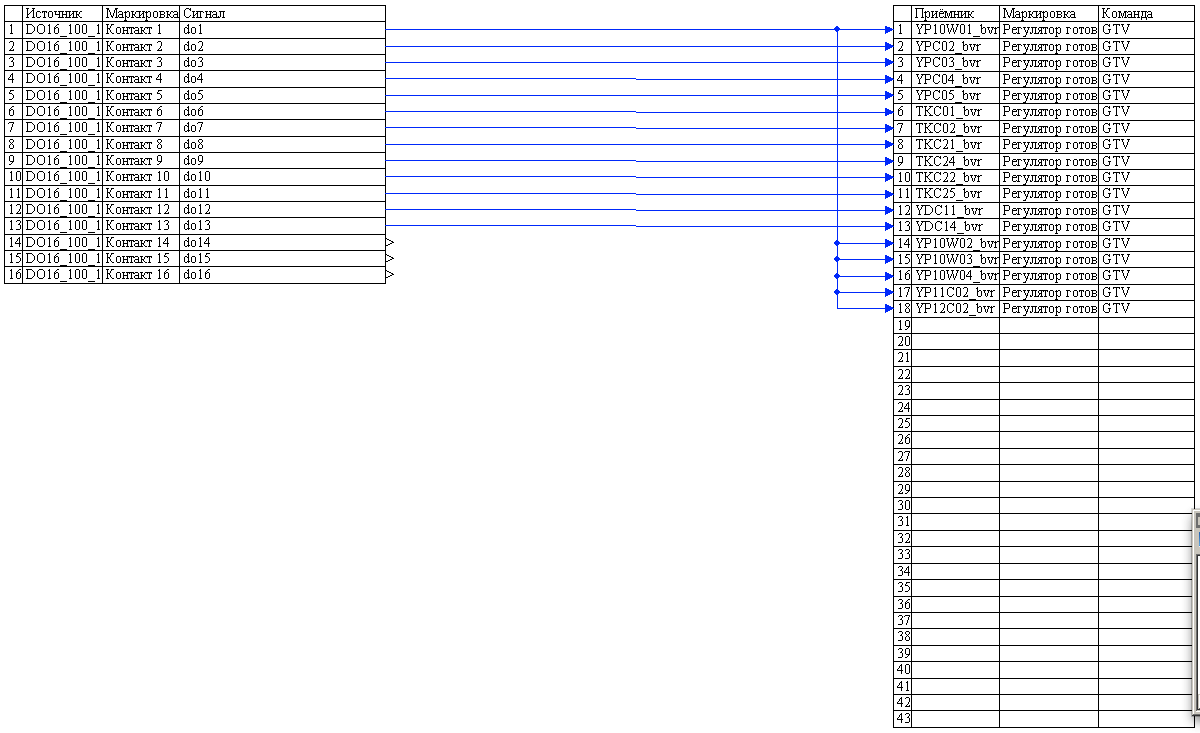 Источник Маркировка Сигнал
1 DO16_100_1 Контакт 1 do1
2 DO16_100_1 Контакт 2 do2
3 DO16_100_1 Контакт 3 do3
4 DO16_100_1 Контакт 4 do4
5 DO16_100_1 Контакт 5 do5
6 DO16_100_1 Контакт 6 do6
7 DO16_100_1 Контакт 7 do7
8 DO16_100_1 Контакт 8 do8
9 DO16_100_1 Контакт 9 do9
10 DO16_100_1 Контакт 10 do10
11 DO16_100_1 Контакт 11 do11
12 DO16_100_1 Контакт 12 do12
13 DO16_100_1 Контакт 13 do13
14 DO16_100_1 Контакт 14 do14
15 DO16_100_1 Контакт 15 do15
16 DO16_100_1 Контакт 16 do16
Приёмник Маркировка Команда
1 YP10W01_bvr Регулятор готов GTV
2 YPC02_bvr Регулятор готов GTV
3 YPC03_bvr Регулятор готов GTV
4 YPC04_bvr Регулятор готов GTV
5 YPC05_bvr Регулятор готов GTV
6 TKC01_bvr Регулятор готов GTV
7 TKC02_bvr Регулятор готов GTV
8 TKC21_bvr Регулятор готов GTV
9 TKC24_bvr Регулятор готов GTV
10 TKC22_bvr Регулятор готов GTV
11 TKC25_bvr Регулятор готов GTV
12 YDC11_bvr Регулятор готов GTV
13 YDC14_bvr Регулятор готов GTV
14 YP10W02_bvr Регулятор готов GTV
15 YP10W03_bvr Регулятор готов GTV
16 YP10W04_bvr Регулятор готов GTV
17 YP11C02_bvr Регулятор готов GTV
18 YP12C02_bvr Регулятор готов GTV
19
20
21
22
23
24
25
26
27
28
29
30
31
32
33
34
35
36
37
38
39
40
41
42
43